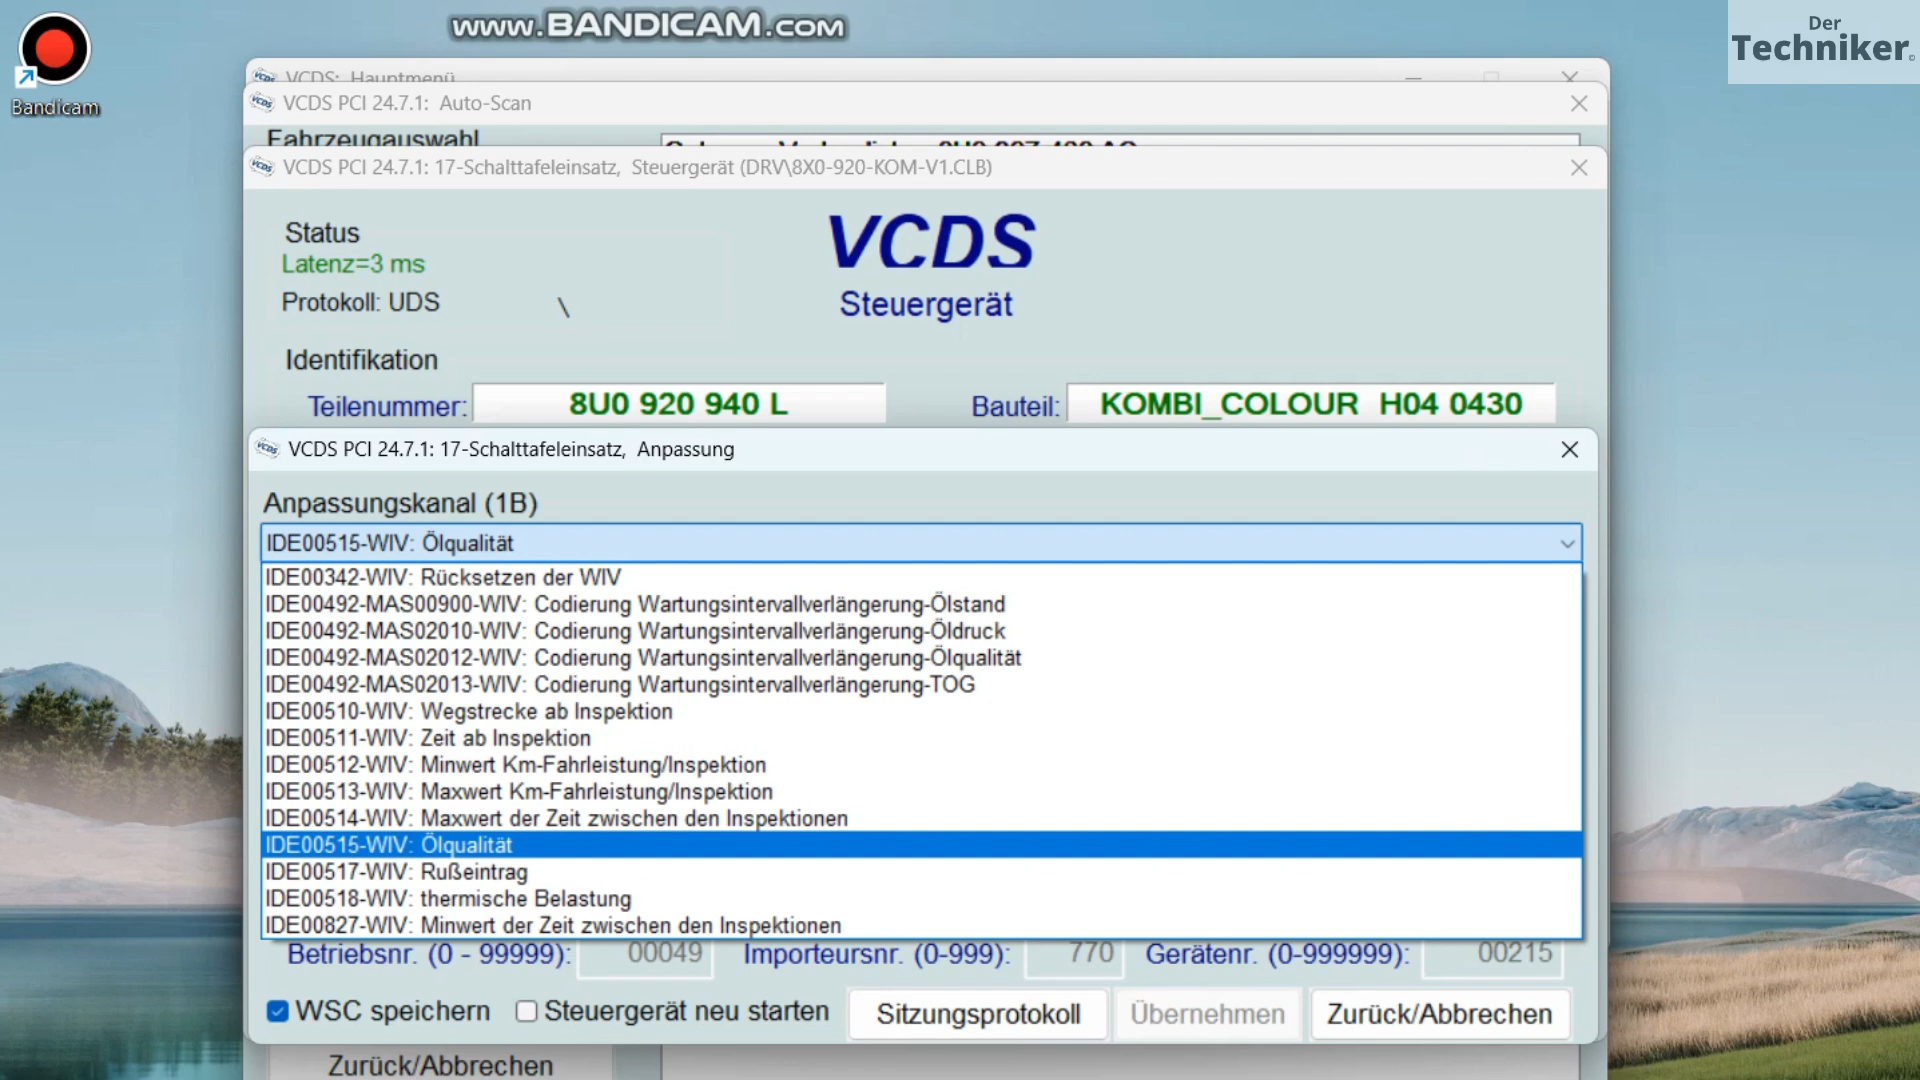 www.BANDICAM.com
Der
Techniker.
Bandicam
VCDS: Hauptmenü
VCDS PCI 24.7.1: Auto-Scan
Fahrzeugauswahl
VCDS PCI 24.7.1: 17-Schalttafeleinsatz, Steuergerät (DRV\8X0-920-KOM-V1.CLB)
Status
Latenz=3 ms
Protokoll: UDS \
VCDS
Steuergerät
Identifikation
Teilenummer: 8U0 920 940 L
Bauteil: KOMBI_COLOUR H04 0430
VCDS PCI 24.7.1: 17-Schalttafeleinsatz, Anpassung
Anpassungskanal (1B)
IDE00515-WIV: Ölqualität
IDE00342-WIV: Rücksetzen der WIV
IDE00492-MAS00900-WIV: Codierung Wartungsintervallverlängerung-Ölstand
IDE00492-MAS02010-WIV: Codierung Wartungsintervallverlängerung-Öldruck
IDE00492-MAS02012-WIV: Codierung Wartungsintervallverlängerung-Ölqualität
IDE00492-MAS02013-WIV: Codierung Wartungsintervallverlängerung-TOG
IDE00510-WIV: Wegstrecke ab Inspektion
IDE00511-WIV: Zeit ab Inspektion
IDE00512-WIV: Minwert Km-Fahrleistung/Inspektion
IDE00513-WIV: Maxwert Km-Fahrleistung/Inspektion
IDE00514-WIV: Maxwert der Zeit zwischen den Inspektionen
IDE00515-WIV: Ölqualität
IDE00517-WIV: Rußeintrag
IDE00518-WIV: thermische Belastung
IDE00827-WIV: Minwert der Zeit zwischen den Inspektionen
Betriebsnr. (0 - 99999): 00049 Importeursnr. (0-999): 770 Gerätenr. (0-999999): 00215
WSC speichern Steuergerät neu starten Sitzungsprotokoll Übernehmen Zurück/Abbrechen
Zurück/Abbrechen